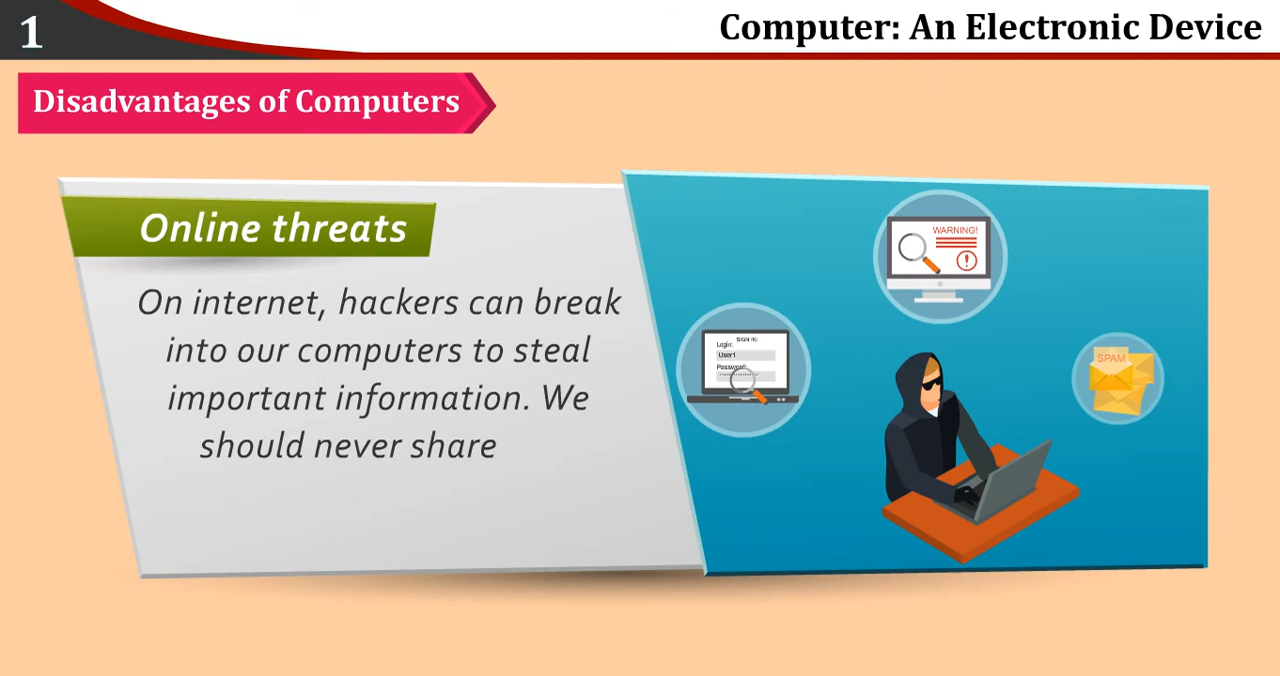 1
Computer: An Electronic Device
Disadvantages of Computers
Online threats
On internet, hackers can break
into our computers to steal
important information. We
should never share
WARNING!
SIGN IN:
Login:
User1
Password:
SPAM